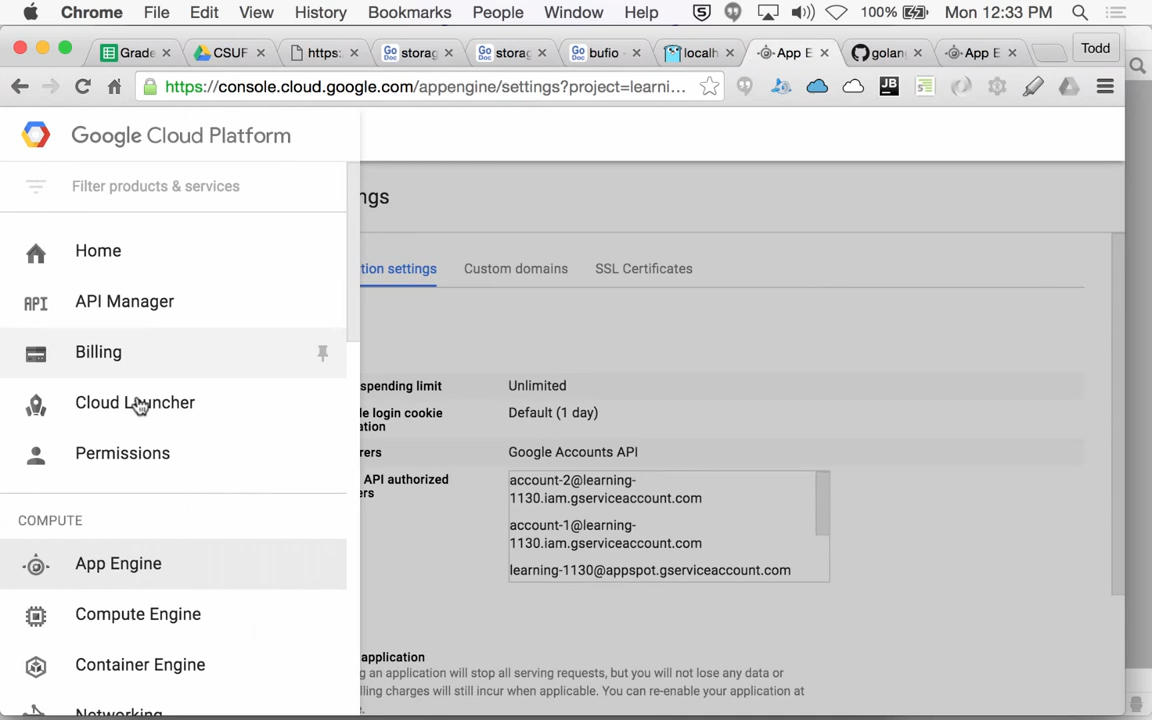 Chrome File Edit View History Bookmarks People Window Help 100% Mon 12:33 PM
Grade CSUF https: storag storag bufio - localh App E golan App E Todd
https://console.cloud.google.com/appengine/settings?project=learni...
Google Cloud Platform
Filter products & services
ngs
Home
tion settings Custom domains SSL Certificates
API Manager
Billing
spending limit Unlimited
Cloud Launcher
le login cookie Default (1 day)
ation
Permissions
rers Google Accounts API
API authorized account-2@learning-
rs 1130.iam.gserviceaccount.com
COMPUTE
account-1@learning-
1130.iam.gserviceaccount.com
App Engine
learning-1130@appspot.gserviceaccount.com
Compute Engine
Container Engine
application
g an application will stop all serving requests, but you will not lose any data or
lling charges will still incur when applicable. You can re-enable your application at
e.
Networking